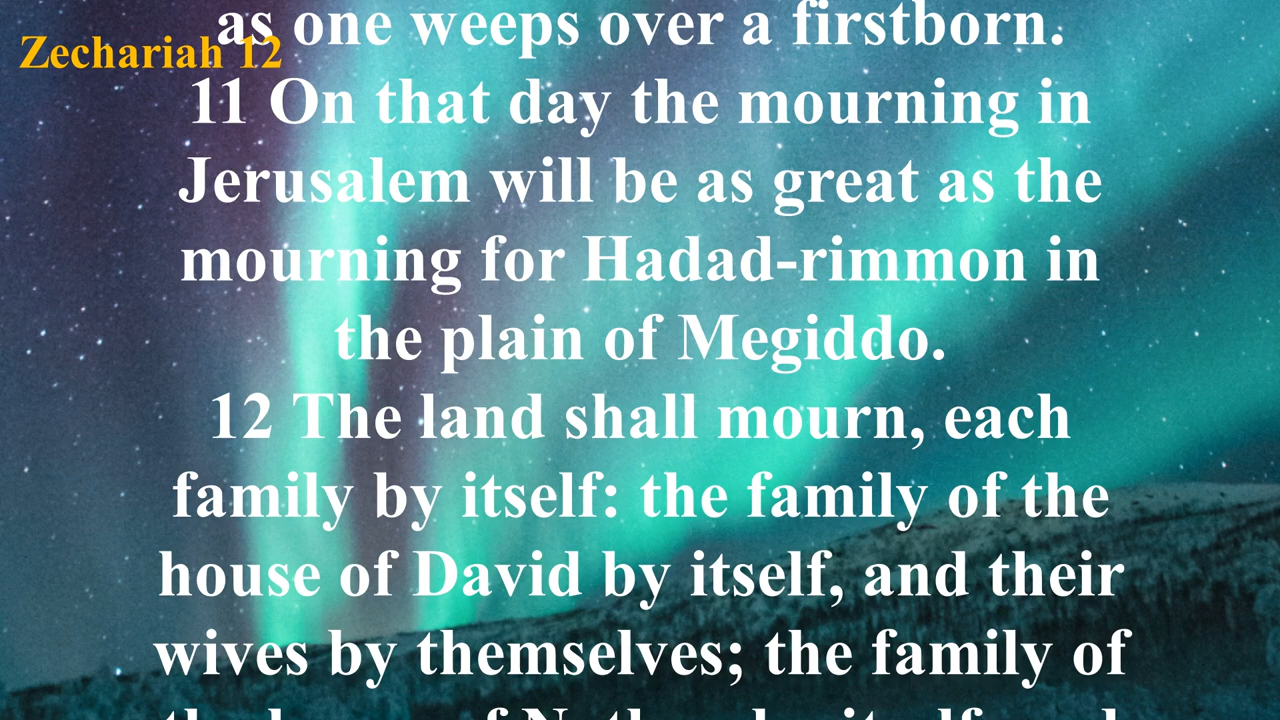 Zechariah 12
as one weeps over a firstborn.
11 On that day the mourning in
Jerusalem will be as great as the
mourning for Hadad-rimmon in
the plain of Megiddo.
12 The land shall mourn, each
family by itself: the family of the
house of David by itself, and their
wives by themselves; the family of